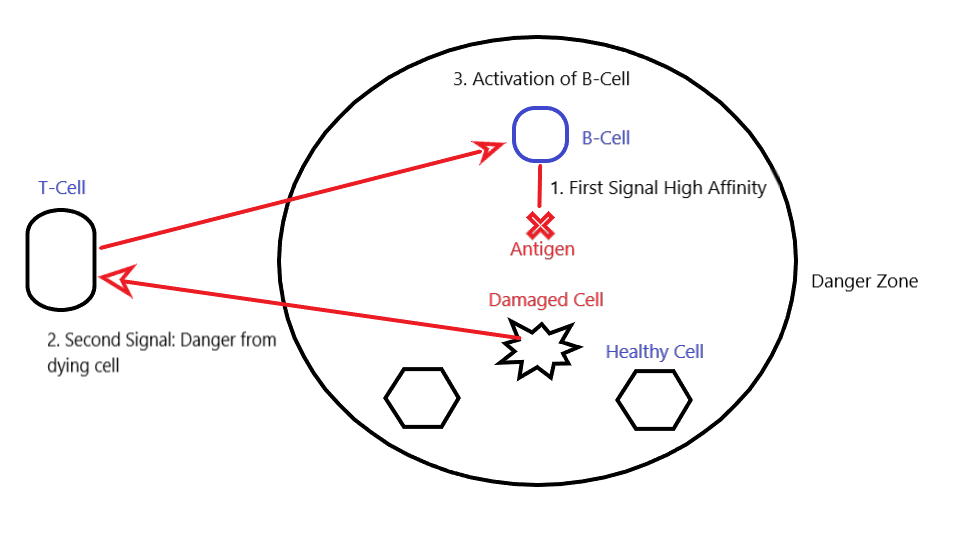 3. Activation of B-Cell
B-Cell
T-Cell
1. First Signal High Affinity
Antigen
Danger Zone
Damaged Cell
2. Second Signal: Danger from
dying cell
Healthy Cell